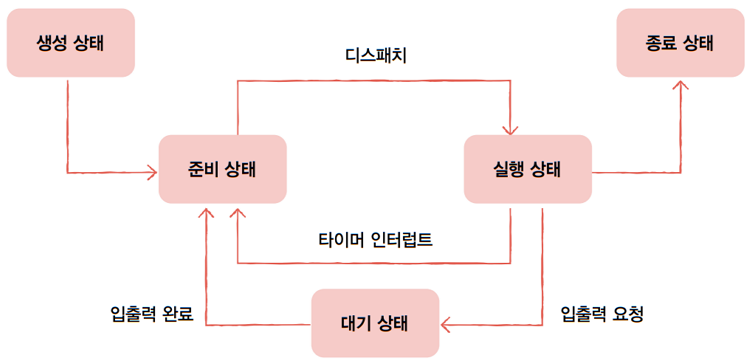 생성 상태
종료 상태
디스패치
준비 상태
실행 상태
타이머 인터럽트
입출력 완료
대기 상태
입출력 요청